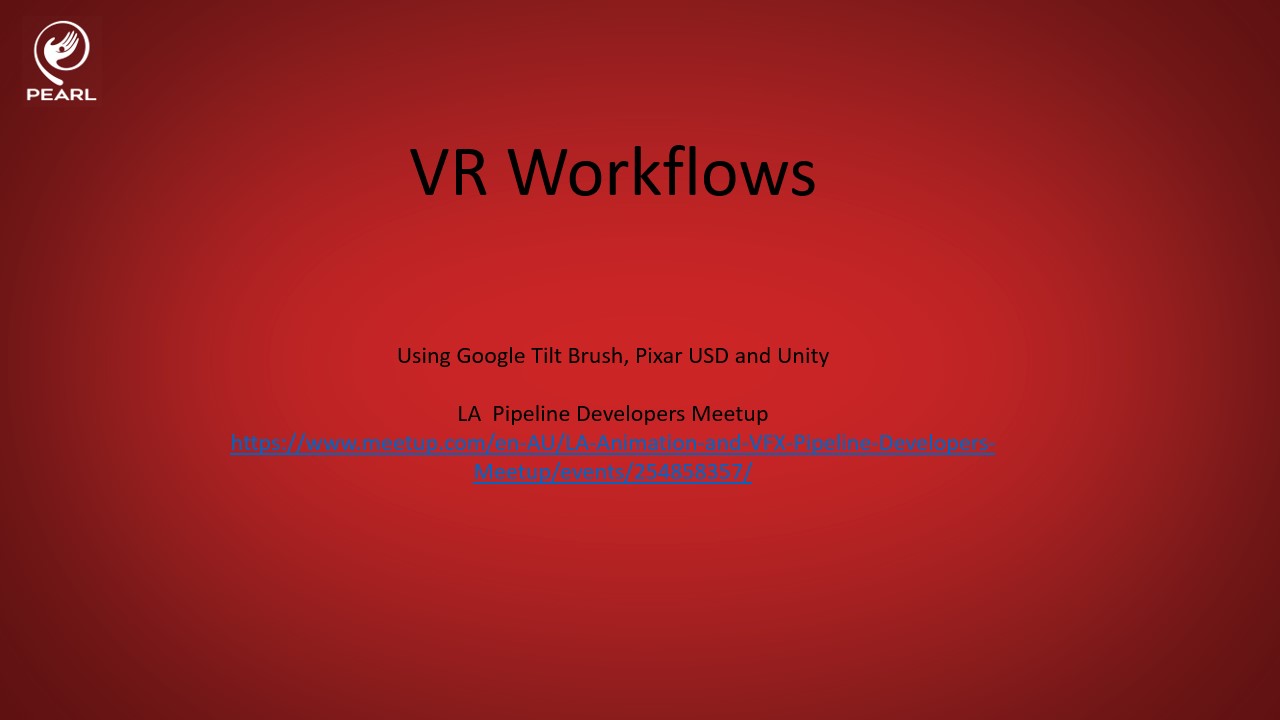 PEARL
VR Workflows
Using Google Tilt Brush, Pixar USD and Unity
LA  Pipeline Developers Meetup
https://www.meetup.com/en-AU/LA-Animation-and-VFX-Pipeline-Developers-
Meetup/events/254858357/